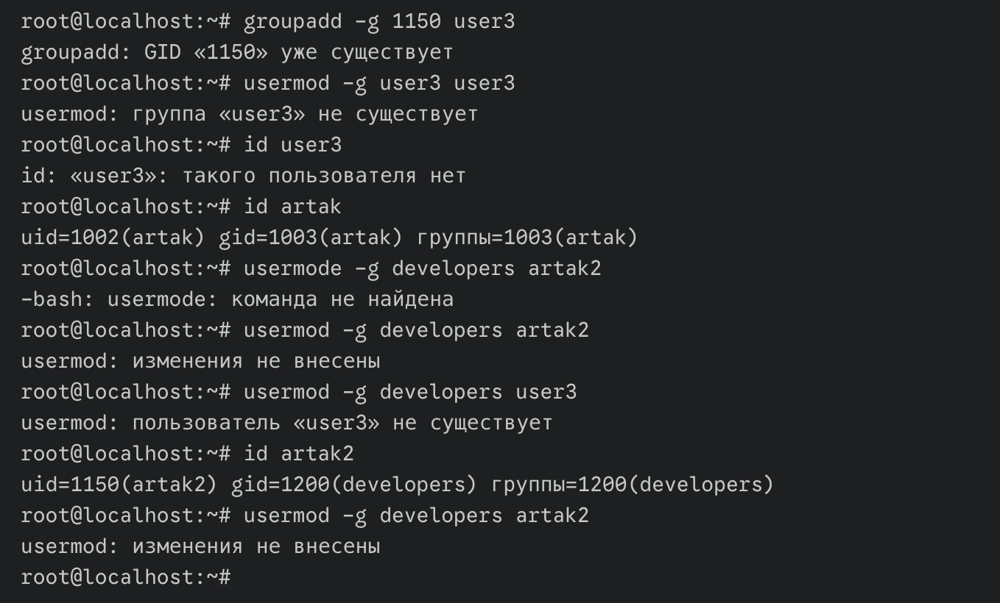 root@localhost:~# groupadd -g 1150 user3
groupadd: GID «1150» уже существует
root@localhost:~# usermod -g user3 user3
usermod: группа «user3» не существует
root@localhost:~# id user3
id: «user3»: такого пользователя нет
root@localhost:~# id artak
uid=1002(artak) gid=1003(artak) группы=1003(artak)
root@localhost:~# usermode -g developers artak2
-bash: usermode: команда не найдена
root@localhost:~# usermod -g developers artak2
usermod: изменения не внесены
root@localhost:~# usermod -g developers user3
usermod: пользователь «user3» не существует
root@localhost:~# id artak2
uid=1150(artak2) gid=1200(developers) группы=1200(developers)
root@localhost:~# usermod -g developers artak2
usermod: изменения не внесены
root@localhost:~#